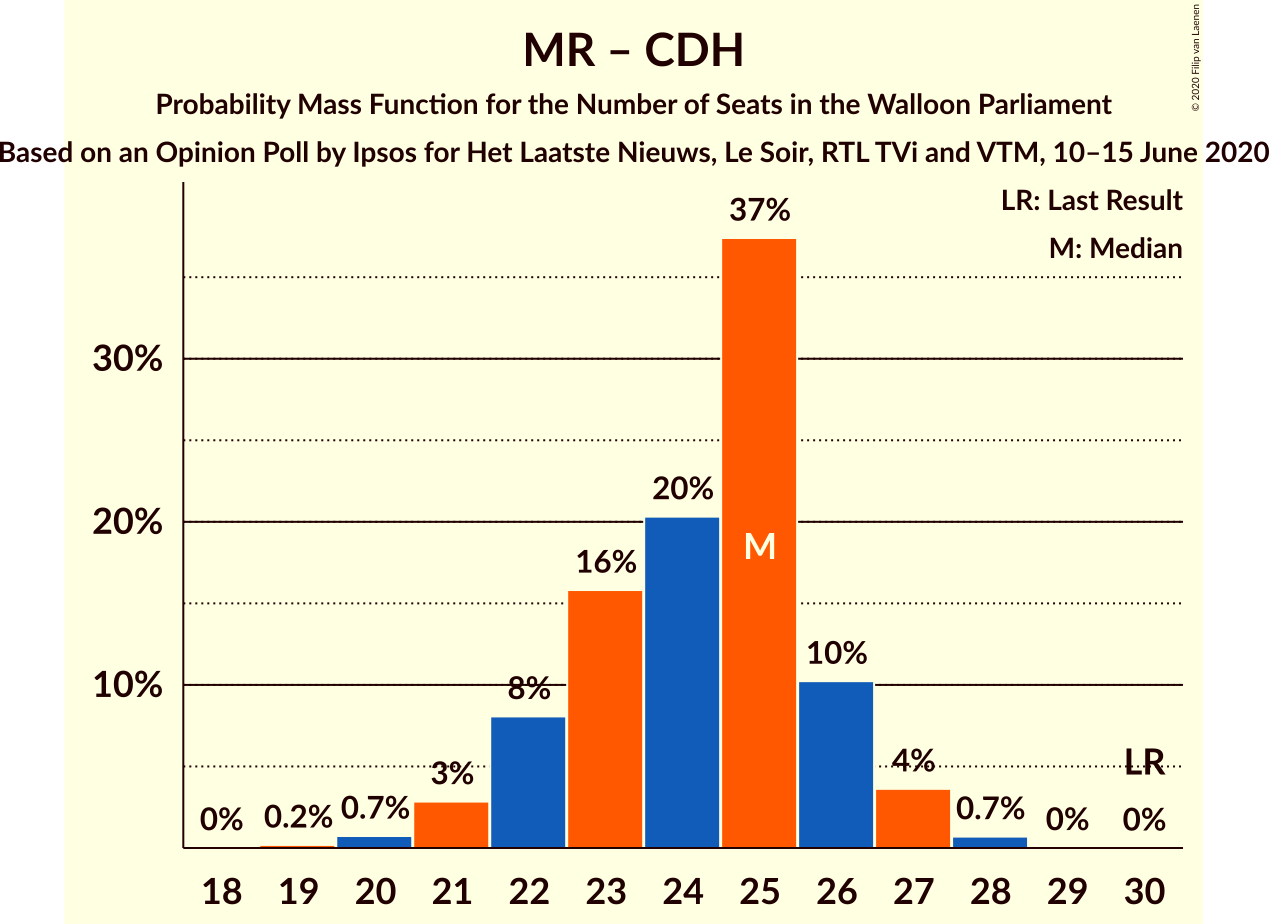 MR – CDH
Probability Mass Function for the Number of Seats in the Walloon Parliament
Based on an Opinion Poll by Ipsos for Het Laatste Nieuws, Le Soir, RTL TVi and VTM, 10–15 June 2020
© 2020 Filip van Laenen
LR: Last Result
M: Median
37%
30%
20%
20%
16%
M
10%
10%
8%
4%
LR
3%
0%
0.2%
0.7%
0.7%
0%
0%
18 19 20 21 22 23 24 25 26 27 28 29 30